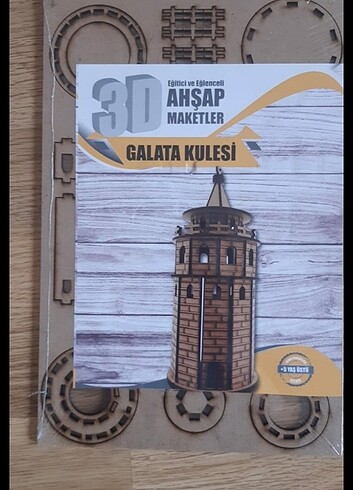 3D
Eğitici ve Eğlenceli
AHŞAP
MAKETLER
GALATA KULESİ
+5 YAŞ ÜSTÜ